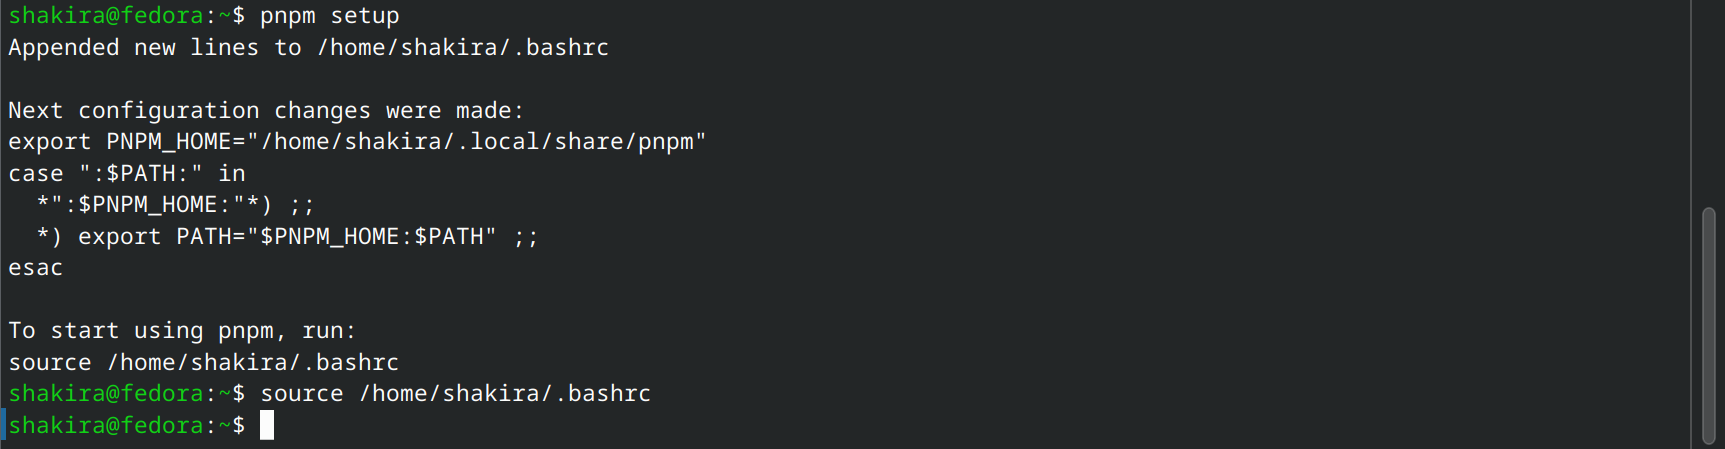 shakira@fedora:~$ pnpm setup
Appended new lines to /home/shakira/.bashrc

Next configuration changes were made:
export PNPM_HOME="/home/shakira/.local/share/pnpm"
case ":$PATH:" in
  *":$PNPM_HOME:"*) ;;
  *) export PATH="$PNPM_HOME:$PATH" ;;
esac

To start using pnpm, run:
source /home/shakira/.bashrc
shakira@fedora:~$ source /home/shakira/.bashrc
shakira@fedora:~$